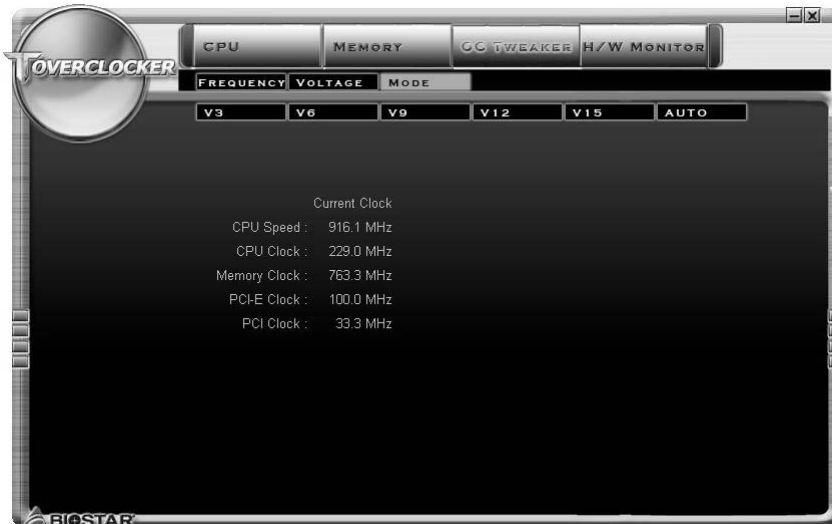 TOVERCLOCKER
CPU MEMORY OC TWEAKER H/W MONITOR
FREQUENCY VOLTAGE MODE
V3 V6 V9 V12 V15 AUTO
Current Clock
CPU Speed : 916.1 MHz
CPU Clock : 229.0 MHz
Memory Clock : 763.3 MHz
PCI-E Clock : 100.0 MHz
PCI Clock : 33.3 MHz
BIOSTAR